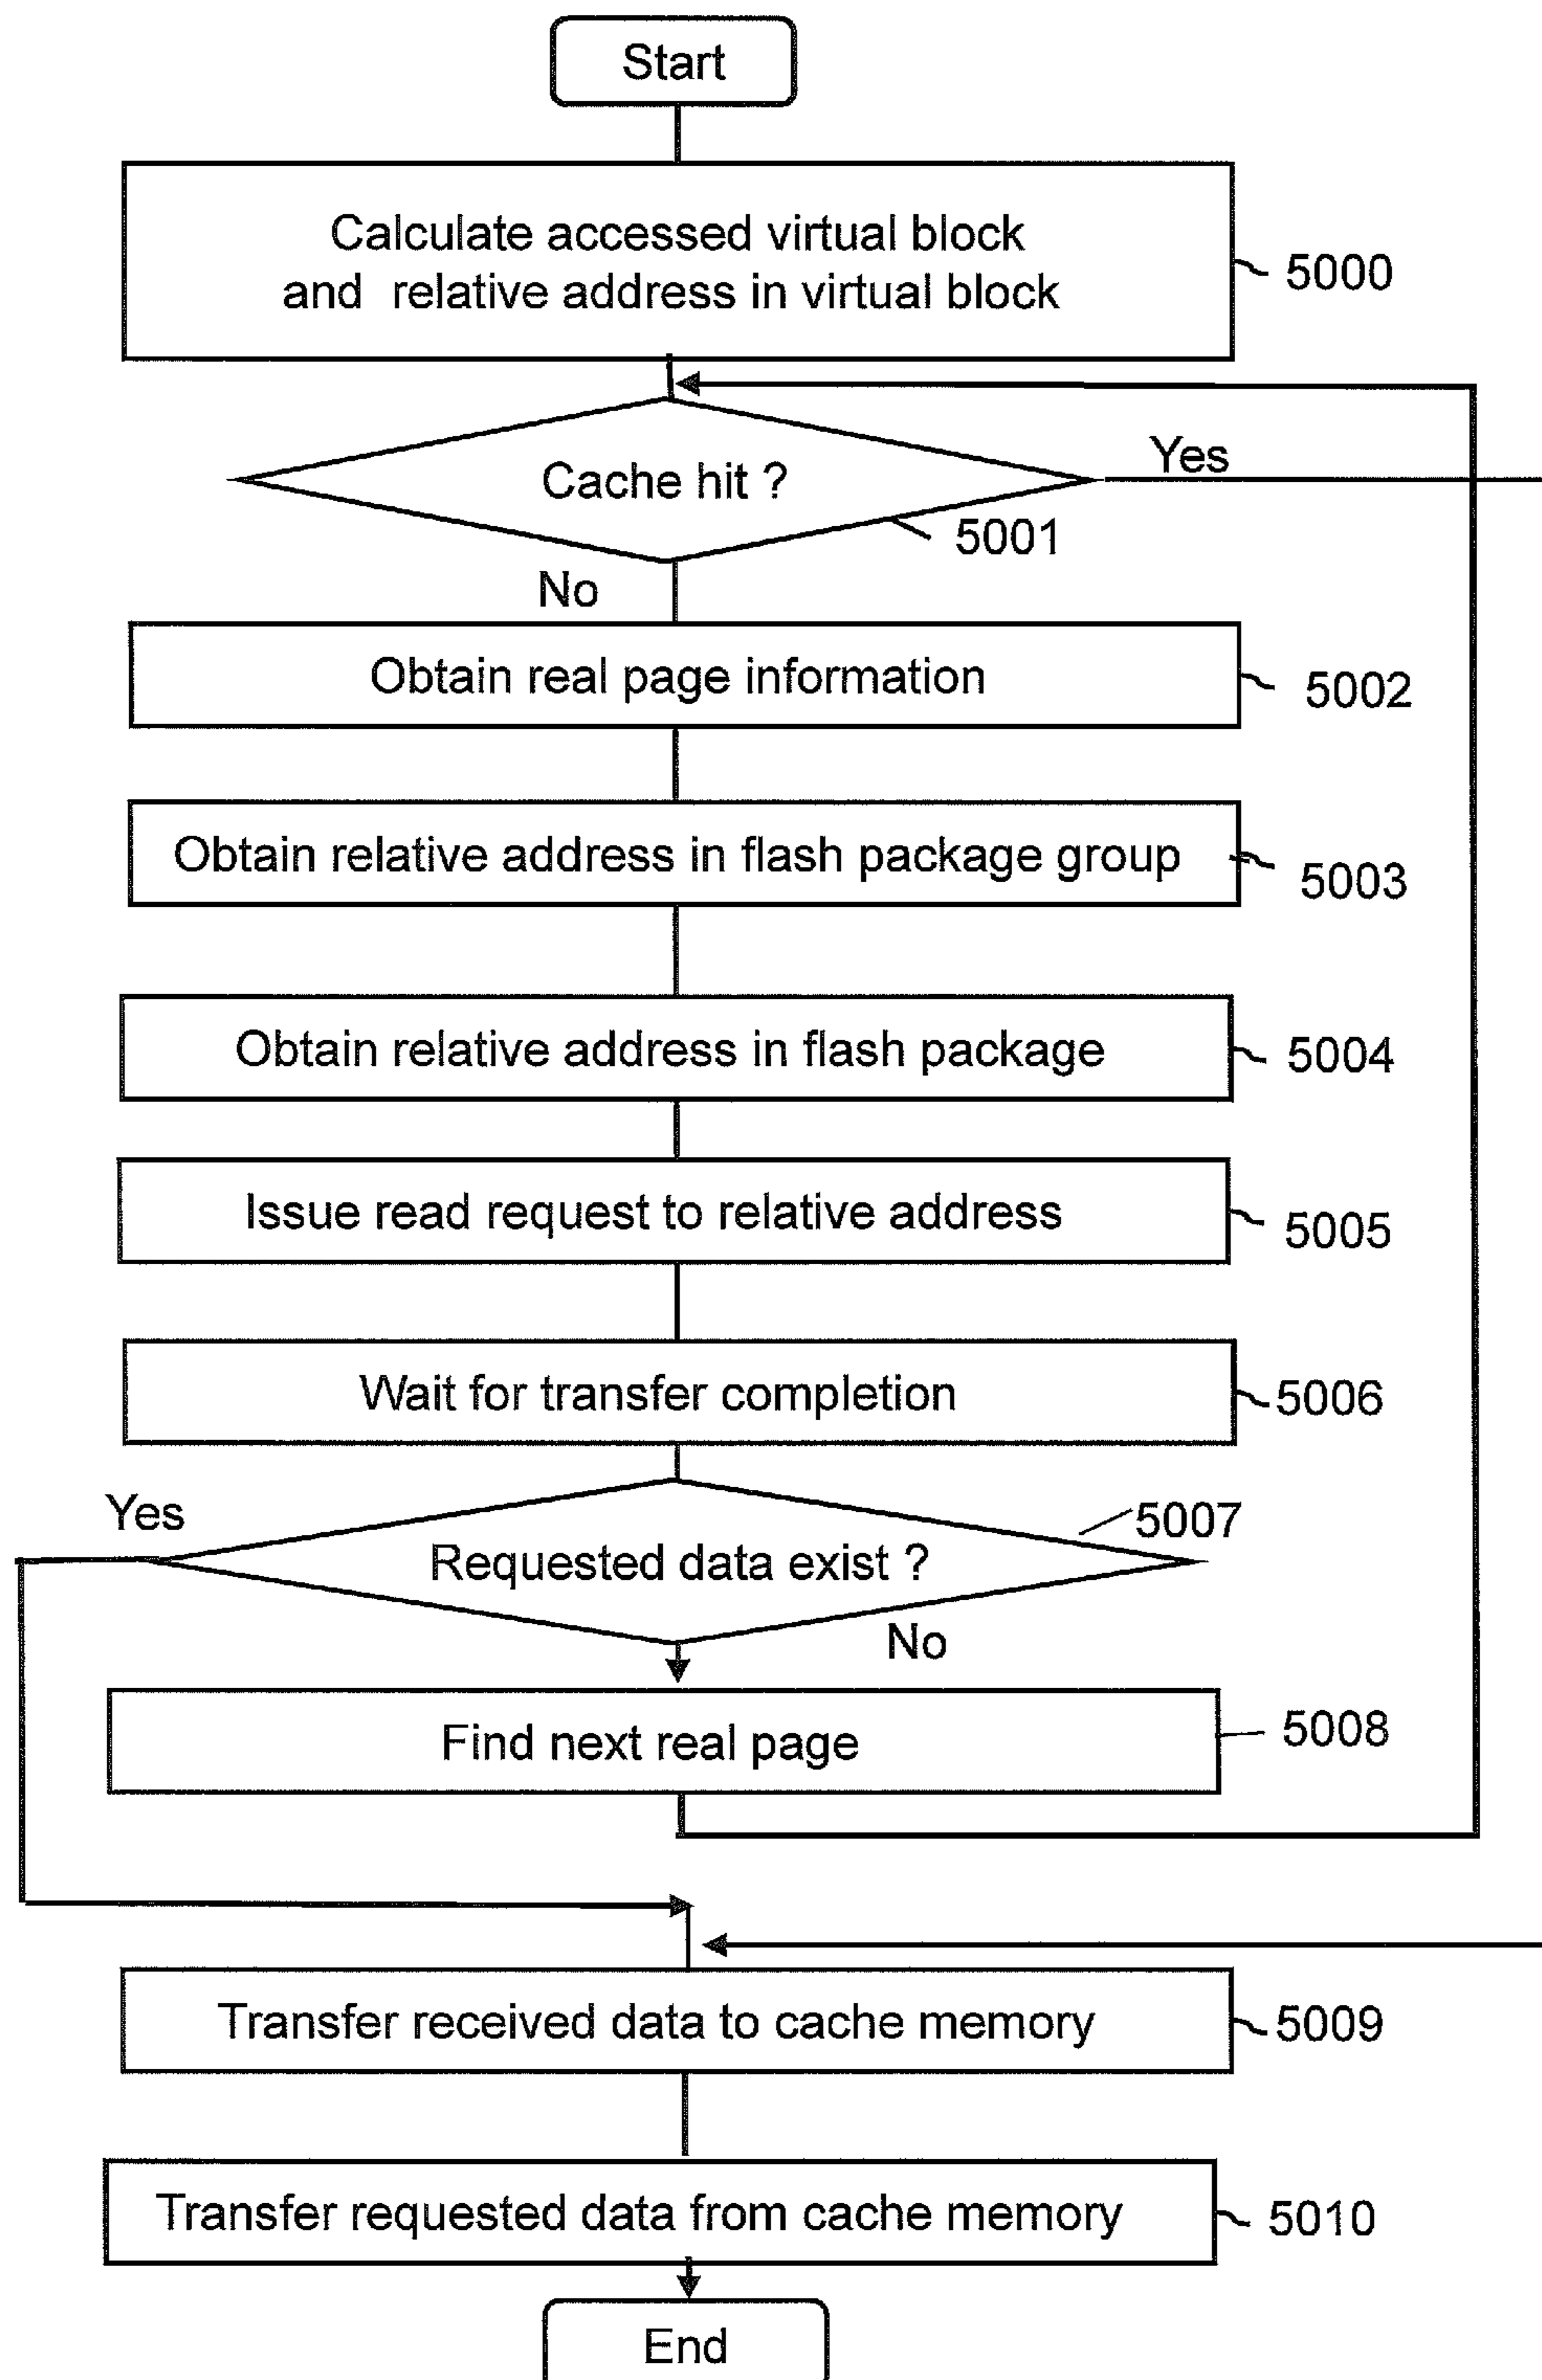 Start
Calculate accessed virtual block
and relative address in virtual block
5000
Cache hit ?
Yes
5001
No
Obtain real page information
5002
Obtain relative address in flash package group
5003
Obtain relative address in flash package
5004
Issue read request to relative address
5005
Wait for transfer completion
5006
Yes
5007
Requested data exist ?
No
Find next real page
5008
Transfer received data to cache memory
5009
Transfer requested data from cache memory
5010
End